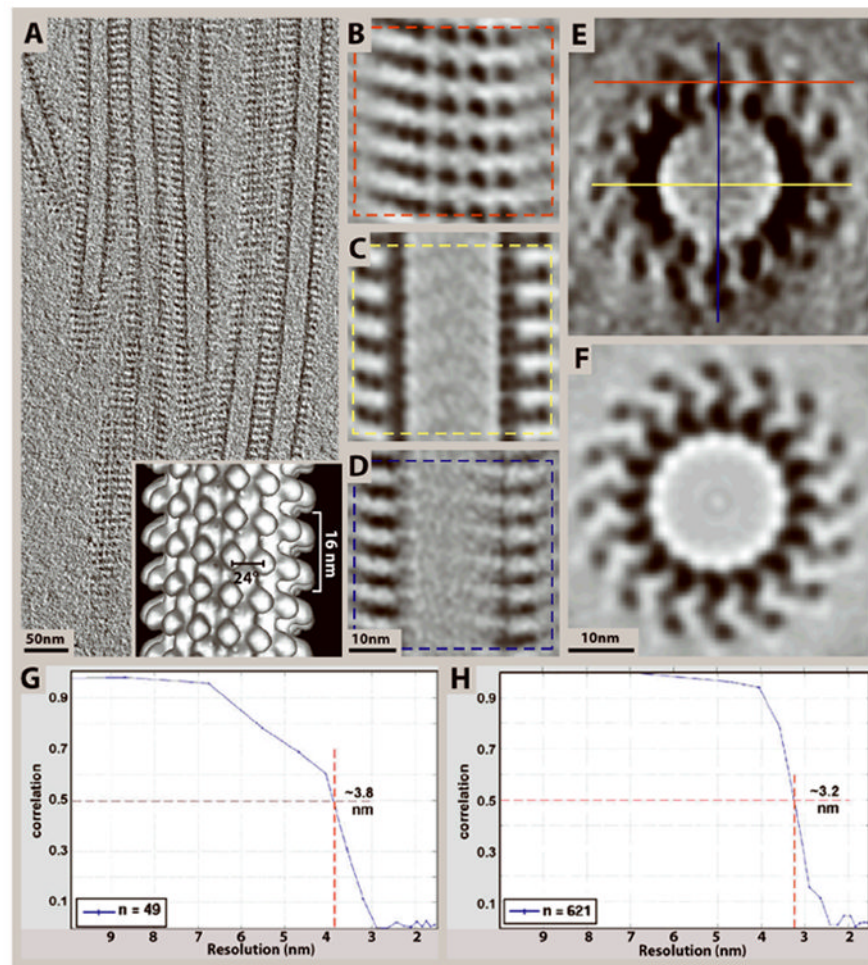 A
50nm
24°
16 nm
B
C
D
10nm
E
F
10nm
G
0.9
0.7
0.5
0.3
0.1
correlation
~3.8
nm
n = 49
9
8
7
6
5
4
3
2
Resolution (nm)
H
0.9
0.7
0.5
0.3
0.1
correlation
~3.2
nm
n = 621
9
8
7
6
5
4
3
2
Resolution (nm)